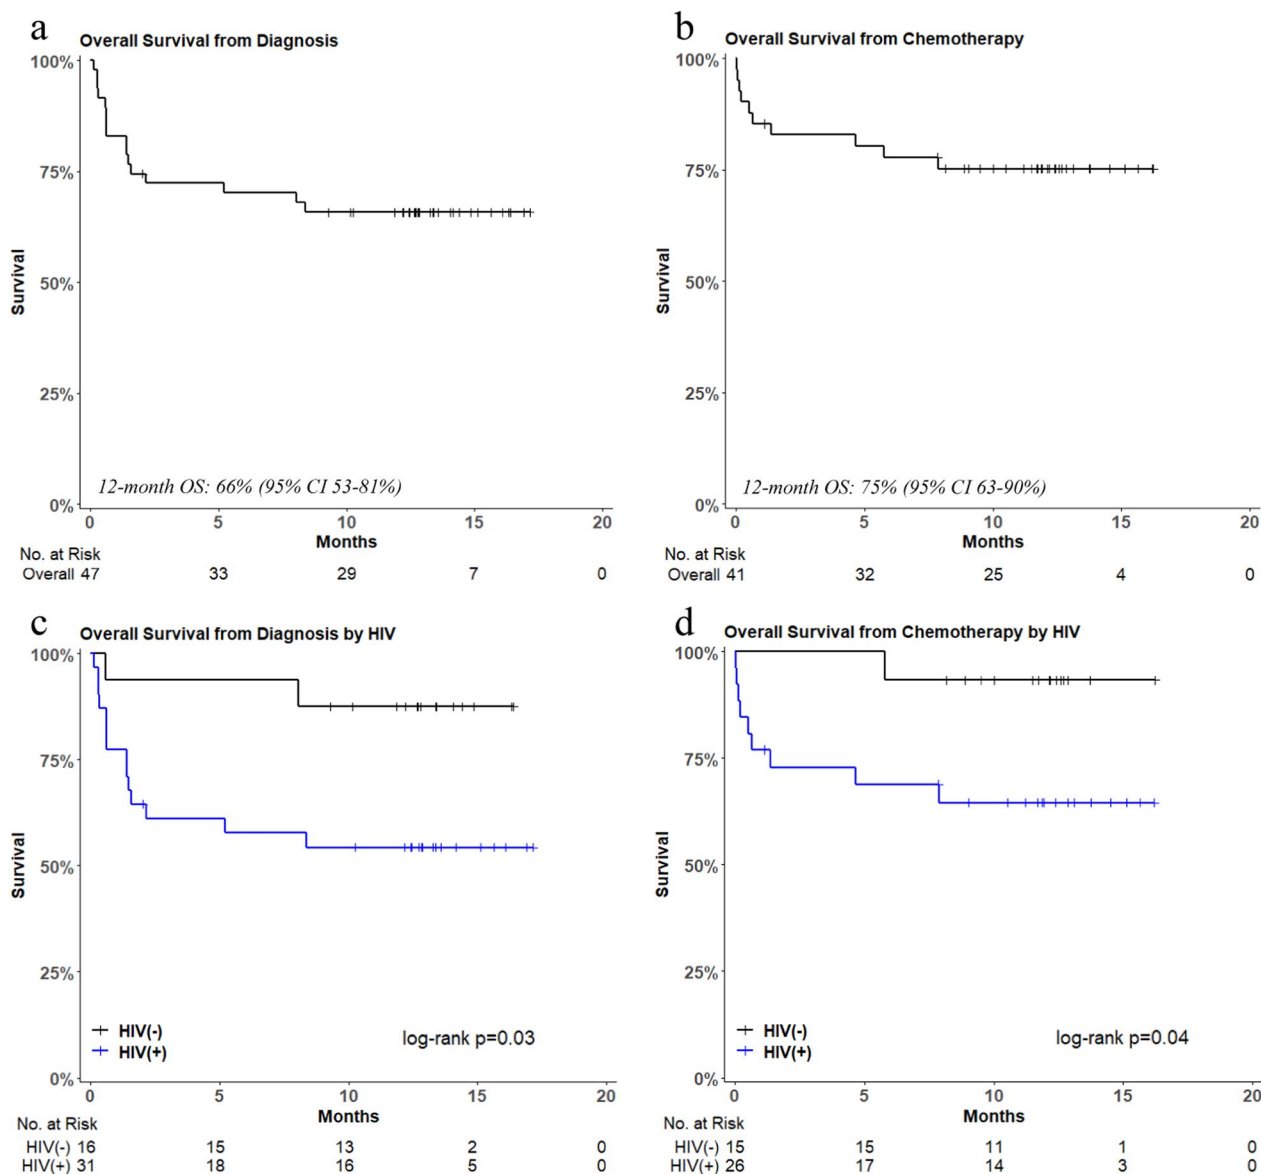 a
Overall Survival from Diagnosis
100%
75%
50%
25%
0%
Survival
12-month OS: 66% (95% CI 53-81%)
0 5 10 15 20
Months
No. at Risk
Overall 47 33 29 7 0
b
Overall Survival from Chemotherapy
100%
75%
50%
25%
0%
Survival
12-month OS: 75% (95% CI 63-90%)
0 5 10 15 20
Months
No. at Risk
Overall 41 32 25 4 0
c
Overall Survival from Diagnosis by HIV
100%
75%
50%
25%
0%
Survival
HIV(-)
HIV(+)
log-rank p=0.03
0 5 10 15 20
Months
No. at Risk
HIV(-) 16 15 13 2 0
HIV(+) 31 18 16 5 0
d
Overall Survival from Chemotherapy by HIV
100%
75%
50%
25%
0%
Survival
HIV(-)
HIV(+)
log-rank p=0.04
0 5 10 15 20
Months
No. at Risk
HIV(-) 15 15 11 1 0
HIV(+) 26 17 14 3 0